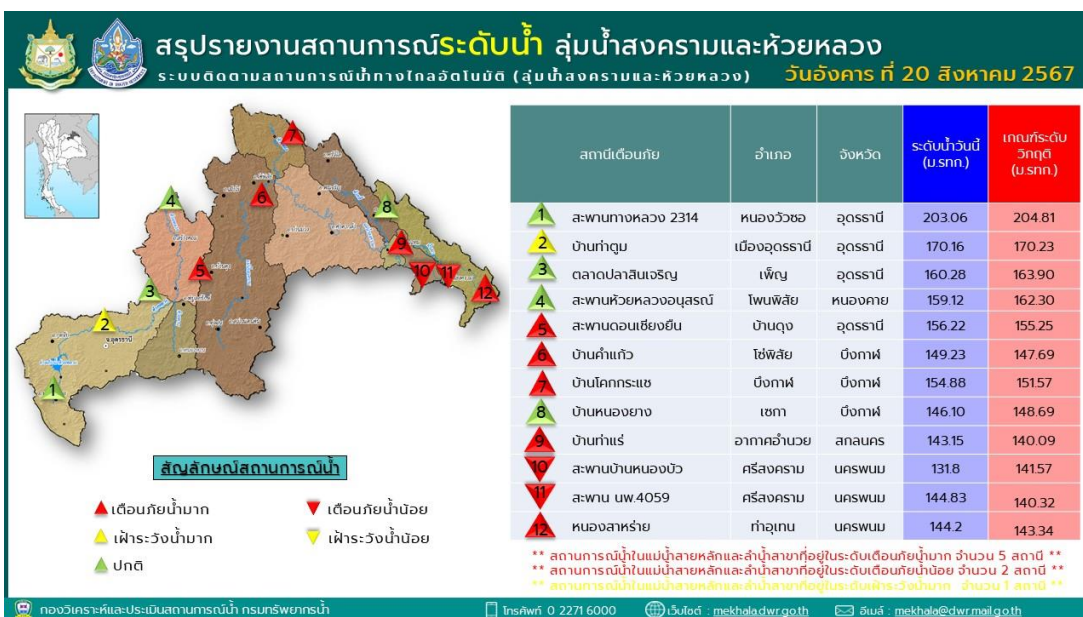 สรุปรายงานสถานการณ์ระดับน้ำ ลุ่มน้ำสงครามและห้วยหลวง
ระบบติดตามสถานการณ์น้ำทางไกลอัตโนมัติ (ลุ่มน้ำสงครามและห้วยหลวง) วันอังคาร ที่ 20 สิงหาคม 2567
สถานีเตือนภัย อำเภอ จังหวัด ระดับน้ำวันนี้ (ม.รทก.) เกณฑ์ระดับวิกฤติ (ม.รทก.)
1 สะพานทางหลวง 2314 หนองวัวซอ อุดรธานี 203.06 204.81
2 บ้านท่าตูม เมืองอุดรธานี อุดรธานี 170.16 170.23
3 ตลาดปลาสินเจริญ เพ็ญ อุดรธานี 160.28 163.90
4 สะพานห้วยหลวงอนุสรณ์ โพนพิสัย หนองคาย 159.12 162.30
5 สะพานดอนเชียงยืน บ้านดุง อุดรธานี 156.22 155.25
6 บ้านคำแก้ว โซ่พิสัย บึงกาฬ 149.23 147.69
7 บ้านโคกกระแซ บึงกาฬ บึงกาฬ 154.88 151.57
8 บ้านหนองยาง เซกา บึงกาฬ 146.10 148.69
9 บ้านท่าแร่ อากาศอำนวย สกลนคร 143.15 140.09
10 สะพานบ้านหนองบัว ศรีสงคราม นครพนม 131.8 141.57
11 สะพาน นพ.4059 ศรีสงคราม นครพนม 144.83 140.32
12 หนองสาหร่าย ท่าอุเทน นครพนม 144.2 143.34
7
4
6
8
9
5
10
11
12
3
2
จ.อุดรธานี
1
สัญลักษณ์สถานการณ์น้ำ
เตือนภัยน้ำมาก
เตือนภัยน้ำน้อย
เฝ้าระวังน้ำมาก
เฝ้าระวังน้ำน้อย
ปกติ
** สถานการณ์น้ำในแม่น้ำสายหลักและลำน้ำสาขาที่อยู่ในระดับเตือนภัยน้ำมาก จำนวน 5 สถานี **
** สถานการณ์น้ำในแม่น้ำสายหลักและลำน้ำสาขาที่อยู่ในระดับเตือนภัยน้ำน้อย จำนวน 2 สถานี **
** สถานการณ์น้ำในแม่น้ำสายหลักและลำน้ำสาขาที่อยู่ในระดับเฝ้าระวังน้ำมาก จำนวน 1 สถานี **
กองวิเคราะห์และประเมินสถานการณ์น้ำ กรมทรัพยากรน้ำ โทรศัพท์ 0 2271 6000 เว็บไซต์ : mekhala.dwr.go.th อีเมล์ : mekhala@dwr.mail.go.th